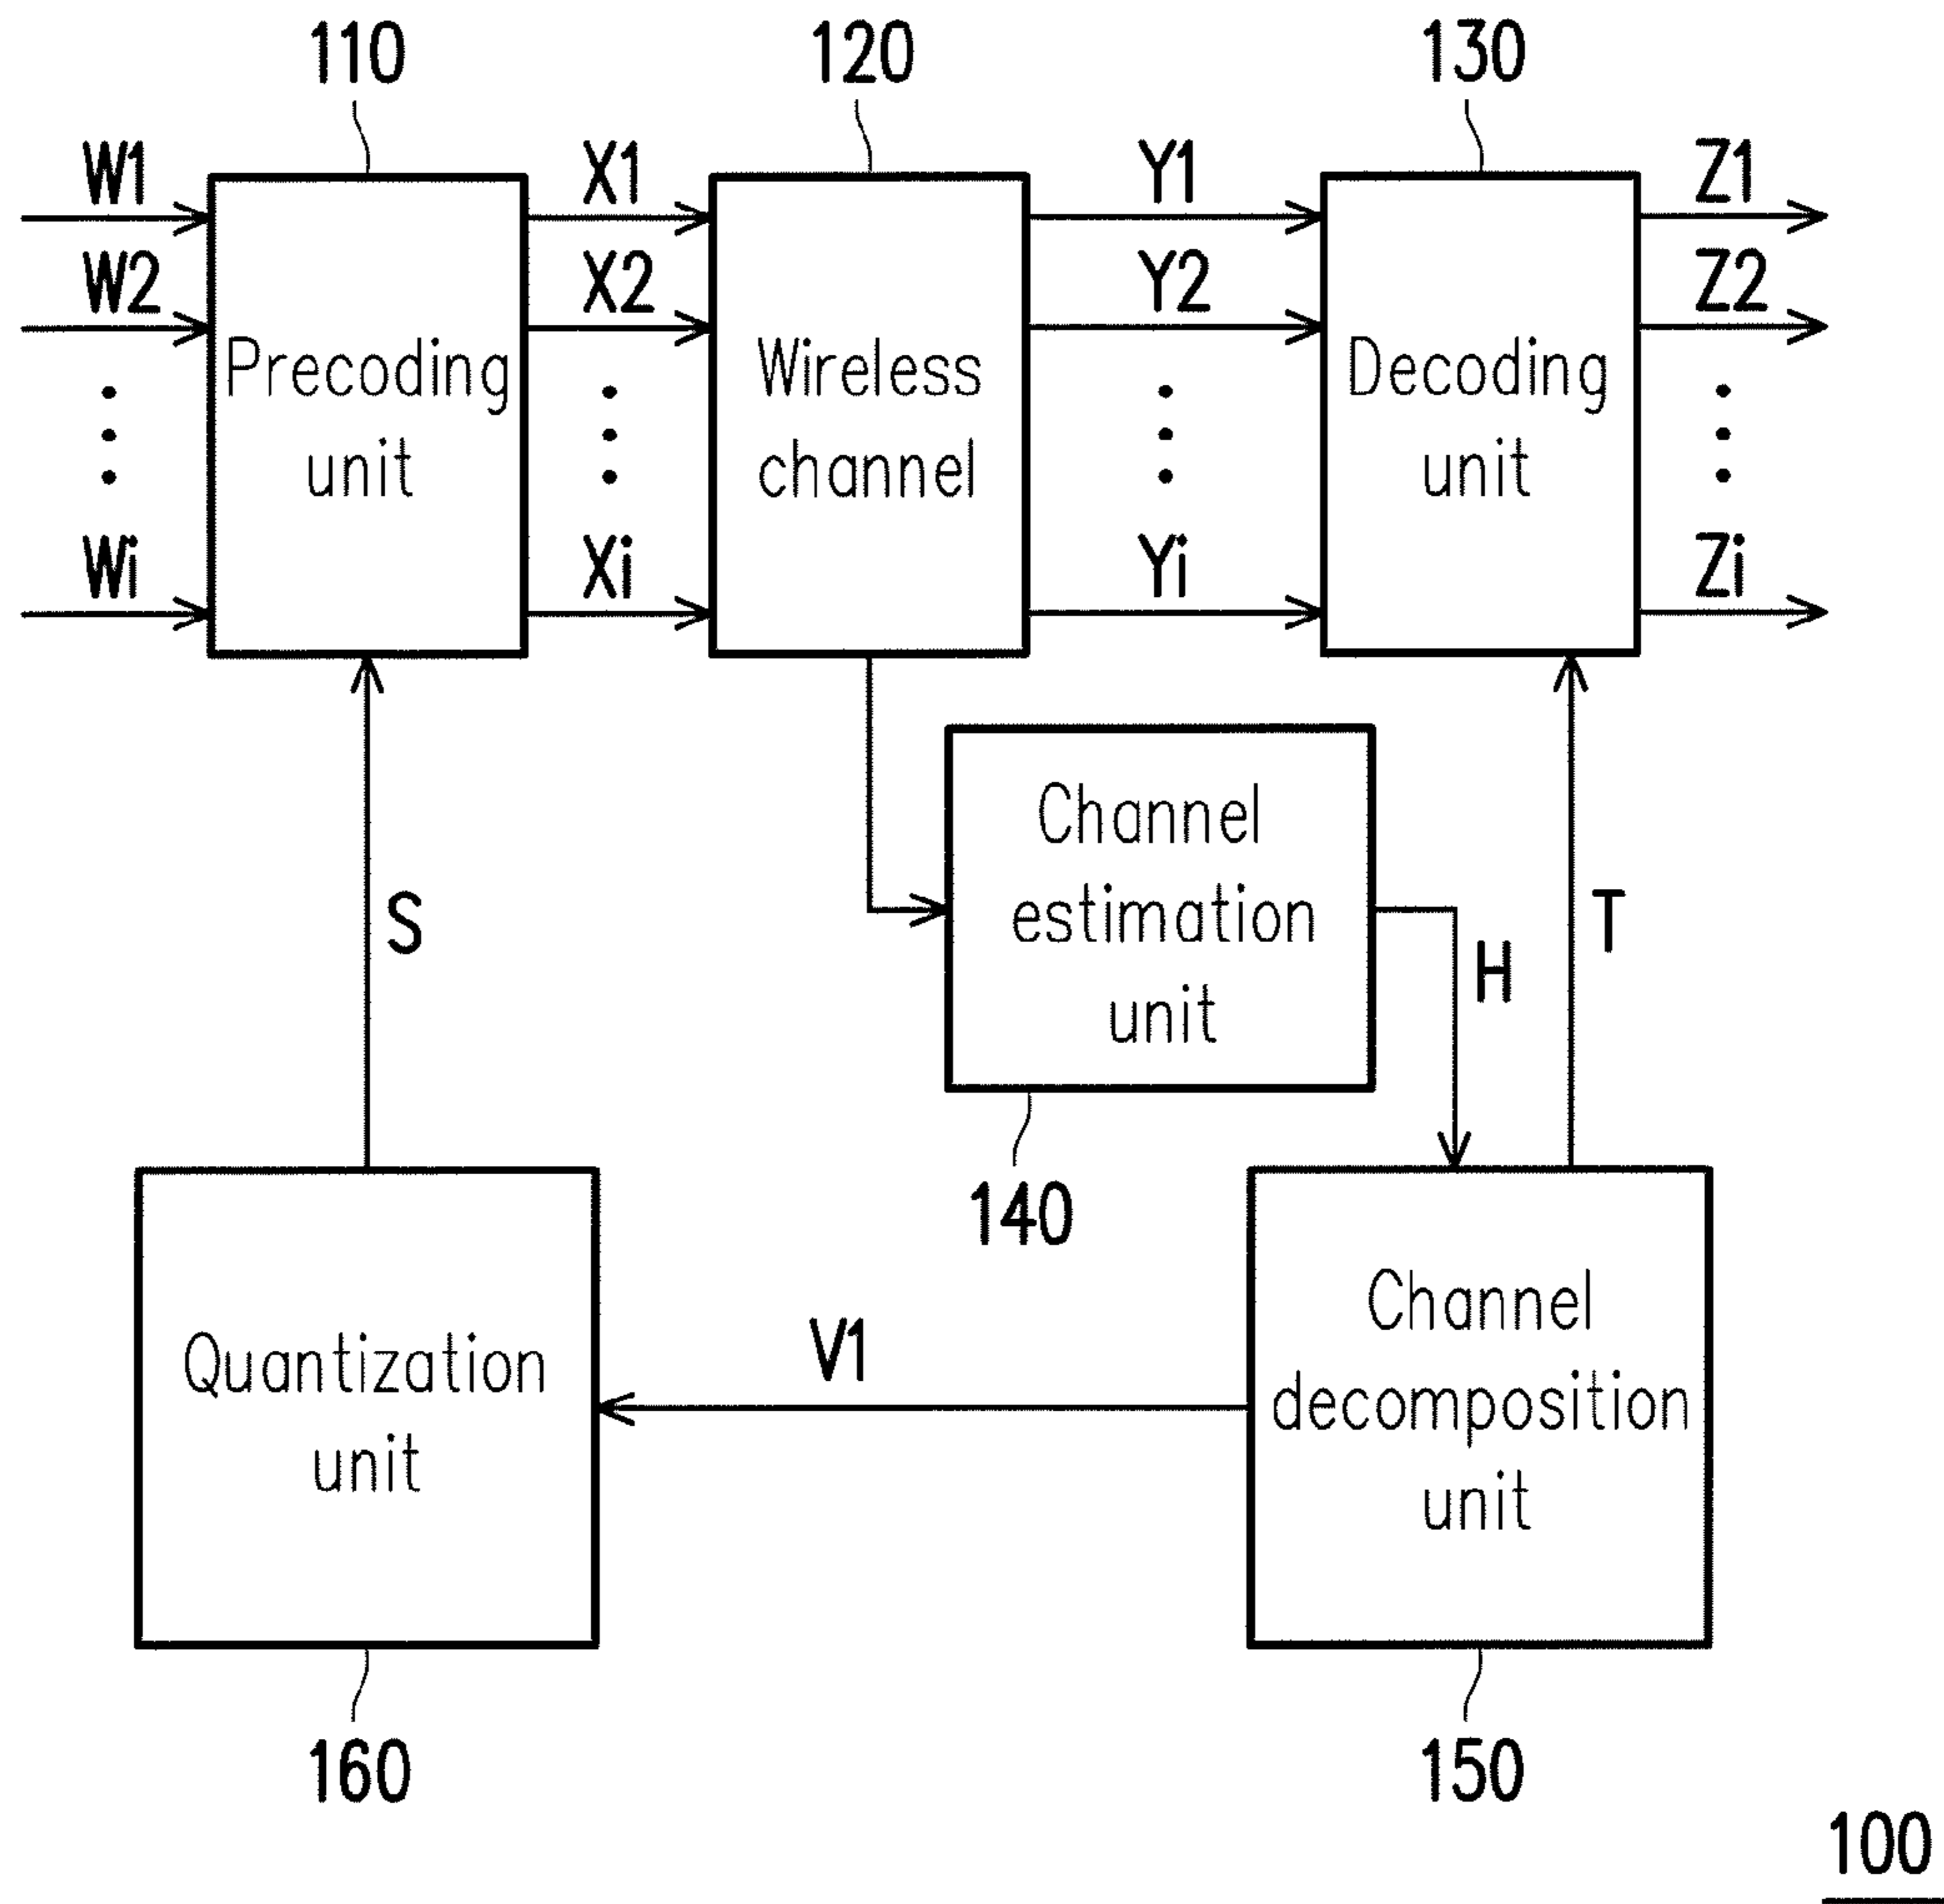 110 120 130
W1 X1 Y1 Z1
W2 X2 Y2 Z2
Precoding
unit
Wireless
channel
Decoding
unit
Wi Xi Yi Zi
Channel
estimation
unit
S
H
T
140
Quantization
unit
V1
Channel
decomposition
unit
160
150
100